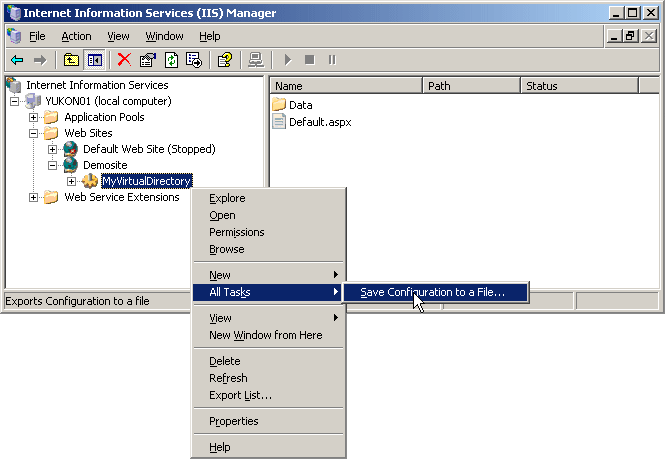 Internet Information Services (IIS) Manager
File Action View Window Help
Internet Information Services
YUKON01 (local computer)
Application Pools
Web Sites
Default Web Site (Stopped)
Demosite
MyVirtualDirectory
Web Service Extensions
Name Path Status
Data
Default.aspx
Explore
Open
Permissions
Browse
New
All Tasks
Save Configuration to a File...
View
New Window from Here
Delete
Refresh
Export List...
Properties
Help
Exports Configuration to a file